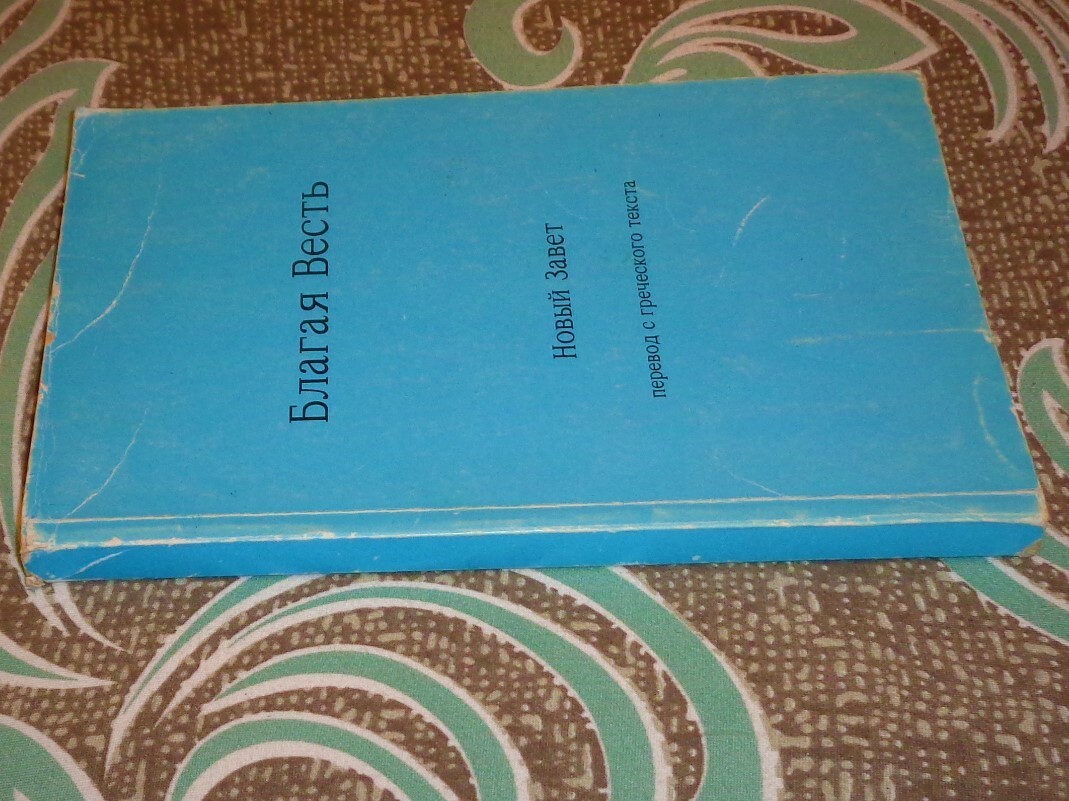 Благая Весть
Новый Завет
перевод с греческого текста